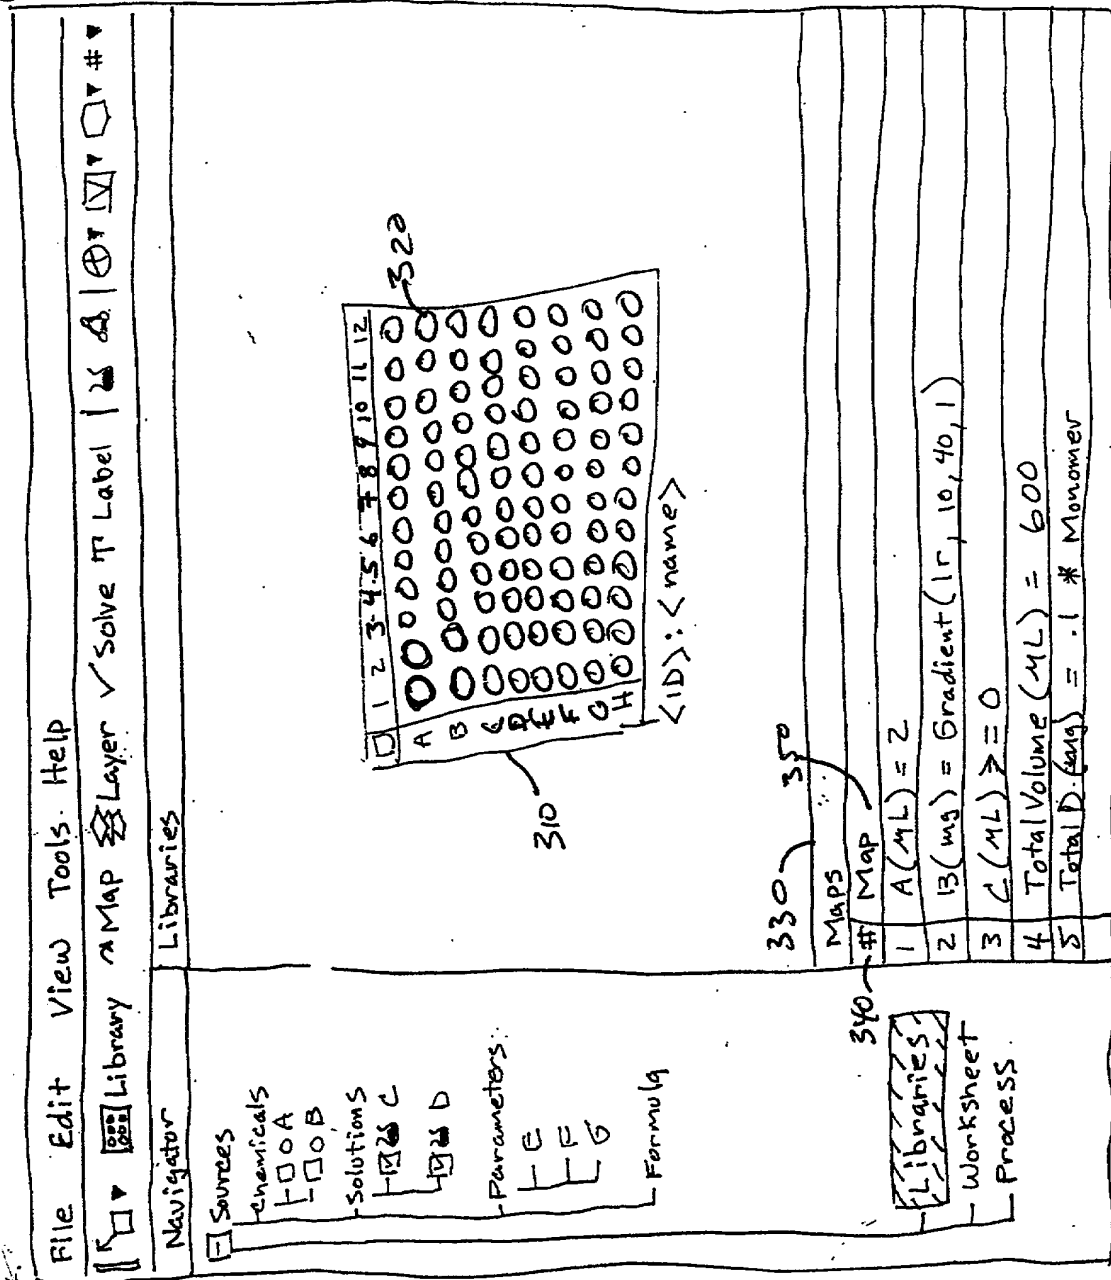 File Edit View Tools Help
Library Map Layer Solve Label #
Navigator
Libraries
Sources
chemicals
A
B
Solutions
C
D
Parameters
E
F
G
Formula
Libraries
Worksheet
Process
1 2 3 4 5 6 7 8 9 10 11 12
A
B
C
D
E
F
G
H
<ID>:<name>
310
320
330
340
350
Maps
# Map
1 A(ML) = 2
2 B(mg) = Gradient(1r, 10, 40, 1)
3 C(ML) >= 0
4 Total Volume (ML) = 600
5 Total D (mg) = .1 * Monomer